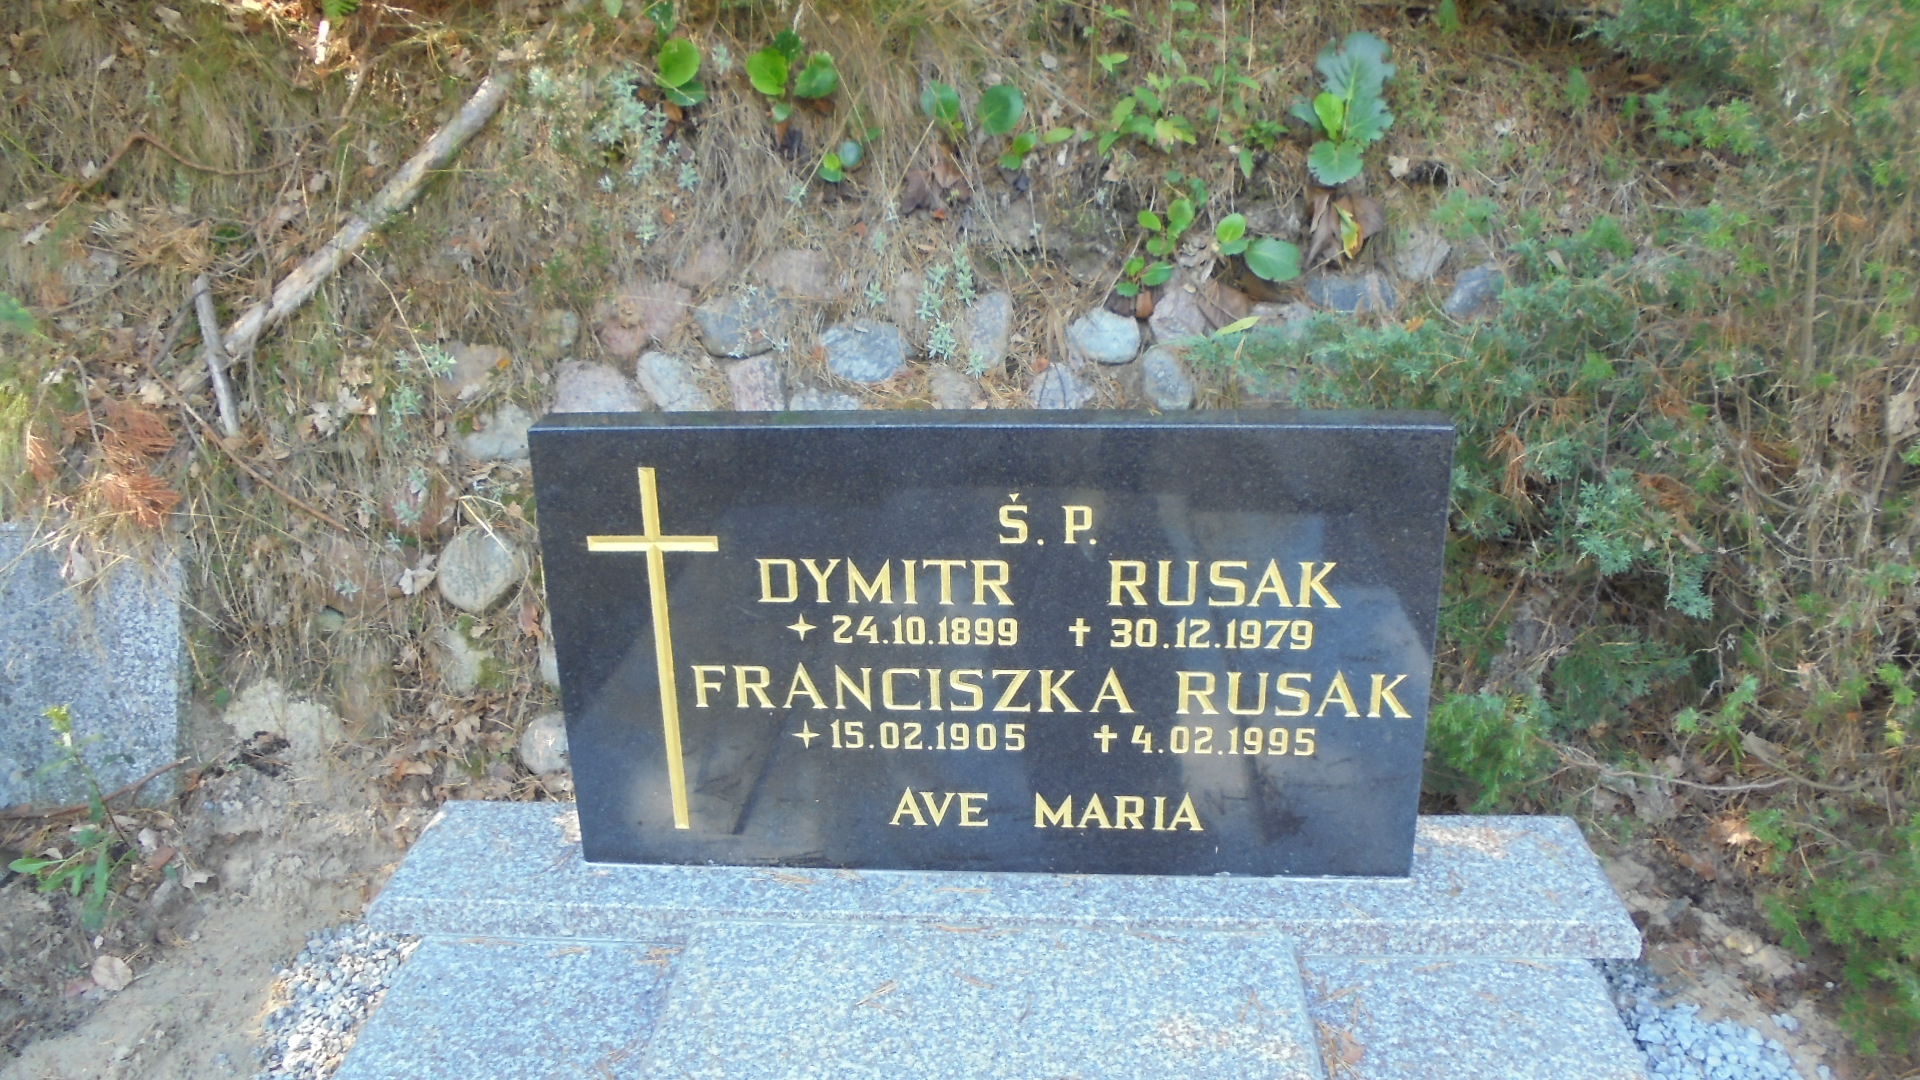 Ś. P.
DYMITR RUSAK
✦ 24.10.1899 † 30.12.1979
FRANCISZKA RUSAK
✦ 15.02.1905 † 4.02.1995
AVE MARIA